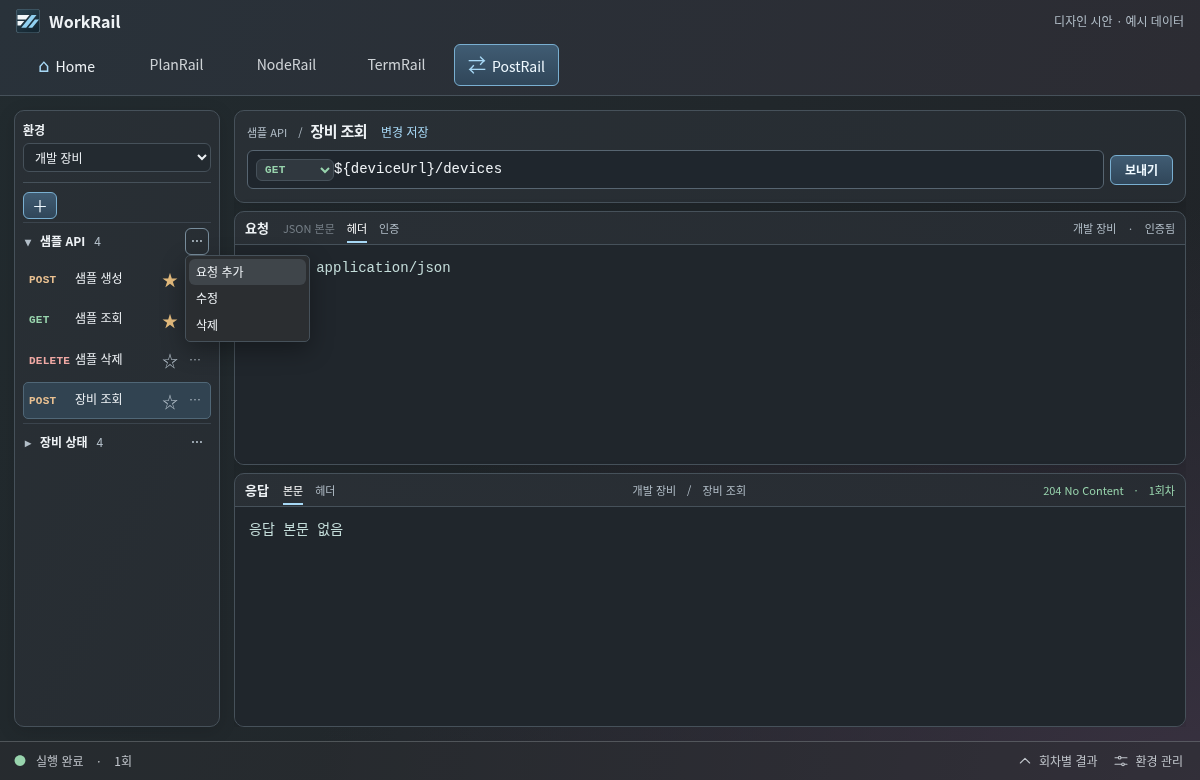 WorkRail
디자인 시안 · 예시 데이터
Home
PlanRail
NodeRail
TermRail
PostRail
환경
개발 장비
+
샘플 API 4
POST 샘플 생성
GET 샘플 조회
DELETE 샘플 삭제
POST 장비 조회
장비 상태 4
요청 추가
수정
삭제
샘플 API / 장비 조회 변경 저장
GET ${deviceUrl}/devices
보내기
요청 JSON 본문 헤더 인증
개발 장비 · 인증됨
application/json
응답 본문 헤더
개발 장비 / 장비 조회
204 No Content · 1회차
응답 본문 없음
실행 완료 · 1회
회차별 결과
환경 관리